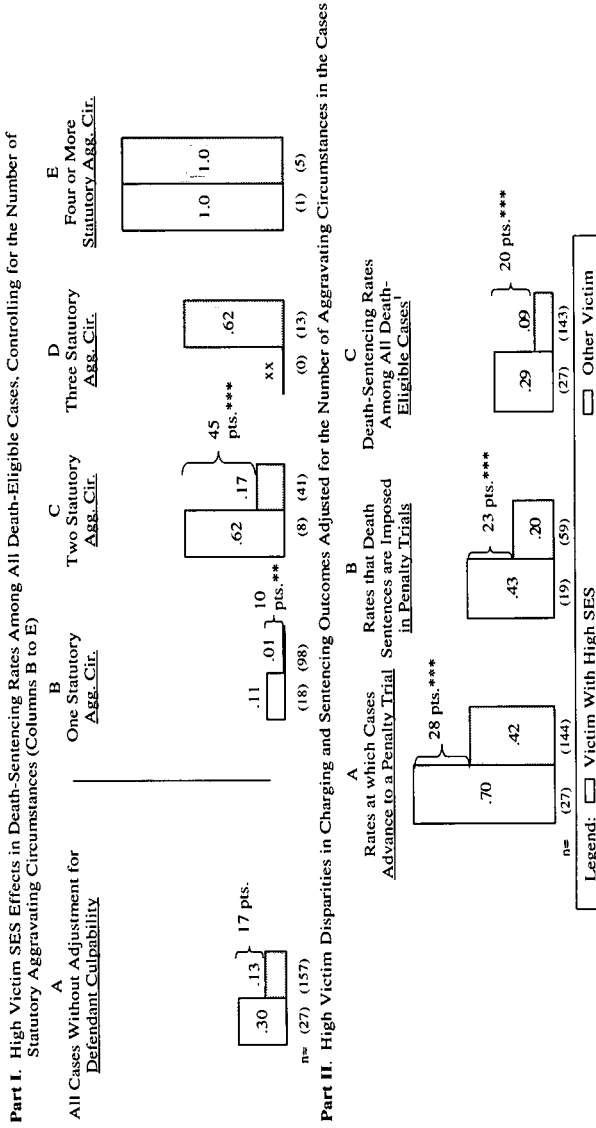 Part I. High Victim SES Effects in Death-Sentencing Rates Among All Death-Eligible Cases, Controlling for the Number of
Statutory Aggravating Circumstances (Columns B to E)
A
All Cases Without Adjustment for
Defendant Culpability
.30
.13
17 pts.
n= (27) (157)
B
One Statutory
Agg. Cir.
.11
.01
10
pts.**
(18) (98)
C
Two Statutory
Agg. Cir.
.62
.17
45
pts.***
(8) (41)
D
Three Statutory
Agg. Cir.
xx
.62
(0) (13)
E
Four or More
Statutory Agg. Cir.
1.0
1.0
(1) (5)
Part II. High Victim Disparities in Charging and Sentencing Outcomes Adjusted for the Number of Aggravating Circumstances in the Cases
A
Rates at which Cases
Advance to a Penalty Trial
.70
.42
28 pts.***
n= (27) (144)
B
Rates that Death
Sentences are Imposed
in Penalty Trials
.43
.20
23 pts.***
(19) (59)
C
Death-Sentencing Rates
Among All Death-
Eligible Cases¹
.29
.09
20 pts.***
(27) (143)
Legend: Victim With High SES Other Victim